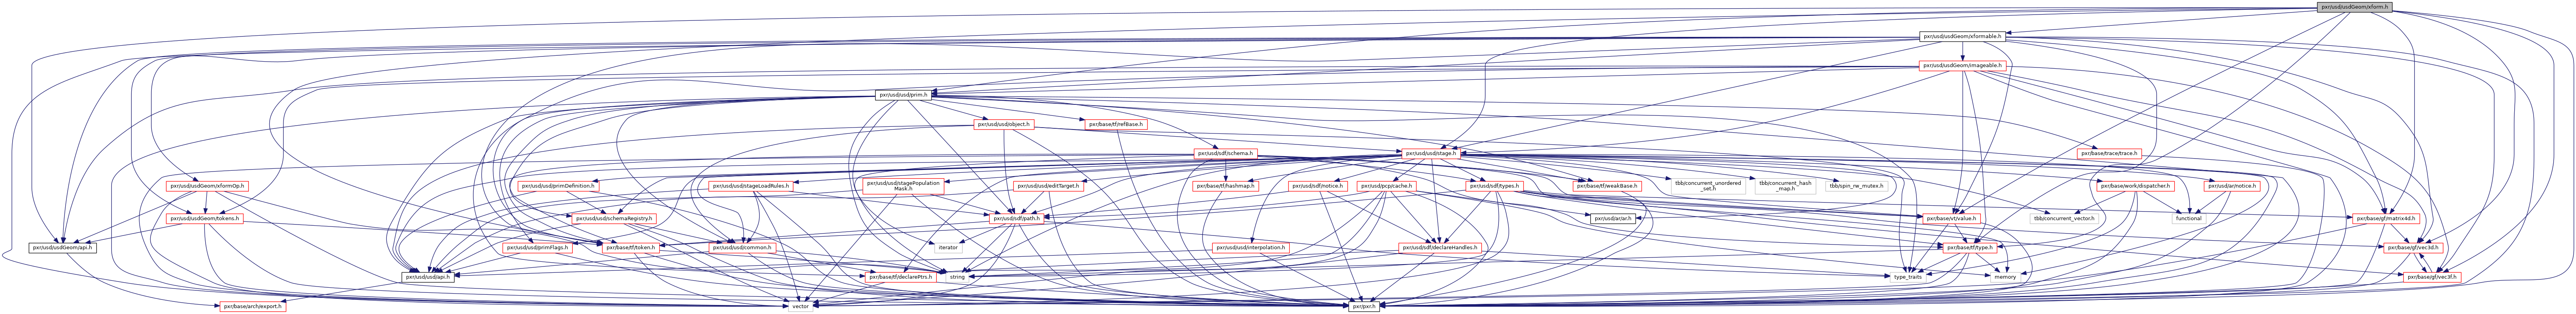 pxr/usd/usdGeom/xform.h
pxr/usd/usdGeom/xformable.h
pxr/usd/usdGeom/imageable.h
pxr/usd/usd/prim.h
pxr/usd/usd/object.h
pxr/base/tf/refBase.h
pxr/usd/sdf/schema.h
pxr/usd/usd/stage.h
pxr/base/trace/trace.h
pxr/usd/usdGeom/xformOp.h
pxr/usd/usd/primDefinition.h
pxr/usd/usd/stageLoadRules.h
pxr/usd/usd/stagePopulation
Mask.h
pxr/usd/usd/editTarget.h
pxr/base/tf/hashmap.h
pxr/usd/sdf/notice.h
pxr/usd/pcp/cache.h
pxr/usd/sdf/types.h
pxr/base/tf/weakBase.h
tbb/concurrent_unordered
_set.h
tbb/concurrent_hash
_map.h
tbb/spin_rw_mutex.h
pxr/base/work/dispatcher.h
pxr/usd/ar/notice.h
pxr/usd/usdGeom/tokens.h
pxr/usd/usd/schemaRegistry.h
pxr/usd/sdf/path.h
pxr/usd/ar/ar.h
pxr/base/vt/value.h
tbb/concurrent_vector.h
functional
pxr/base/gf/matrix4d.h
pxr/usd/usdGeom/api.h
pxr/usd/usd/primFlags.h
pxr/base/tf/token.h
pxr/usd/usd/common.h
iterator
pxr/usd/usd/interpolation.h
pxr/usd/sdf/declareHandles.h
pxr/base/tf/type.h
pxr/base/gf/vec3d.h
pxr/usd/usd/api.h
pxr/base/tf/declarePtrs.h
string
type_traits
memory
pxr/base/gf/vec3f.h
pxr/base/arch/export.h
vector
pxr/pxr.h